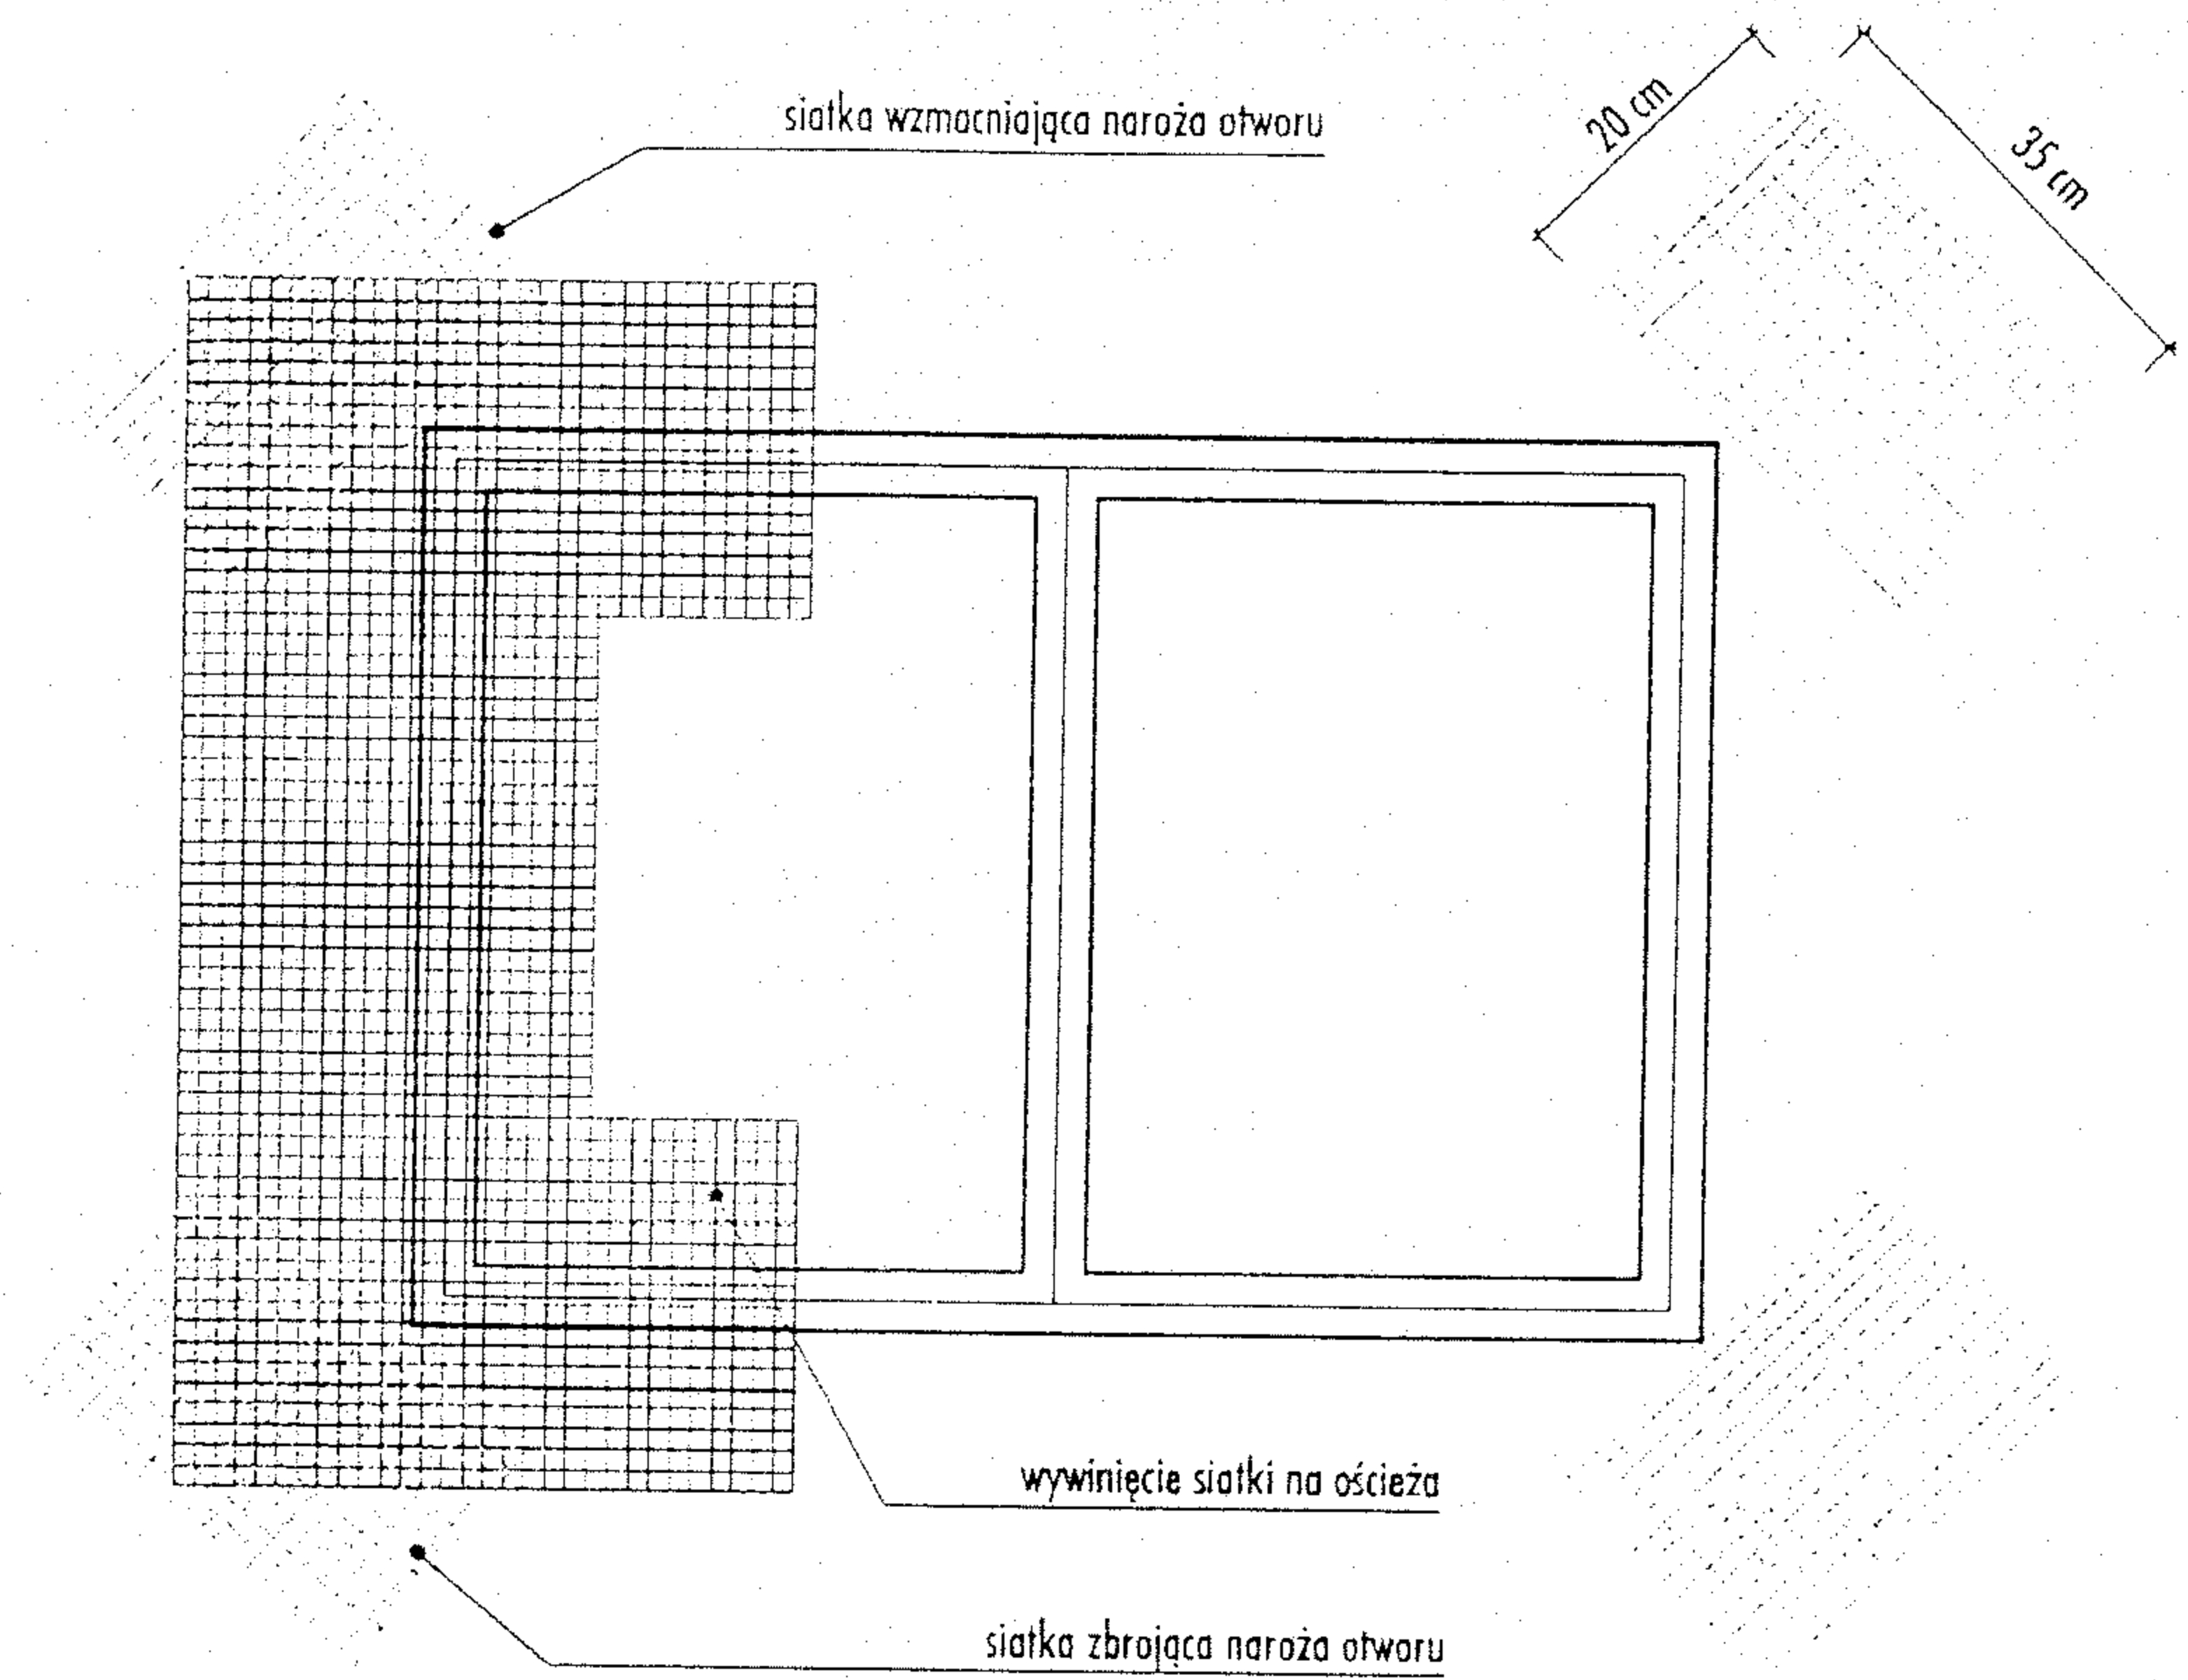 siatka wzmacniająca naroża otworu
20 cm
35 cm
wywinięcie siatki na ościeża
siatka zbrojąca naroża otworu